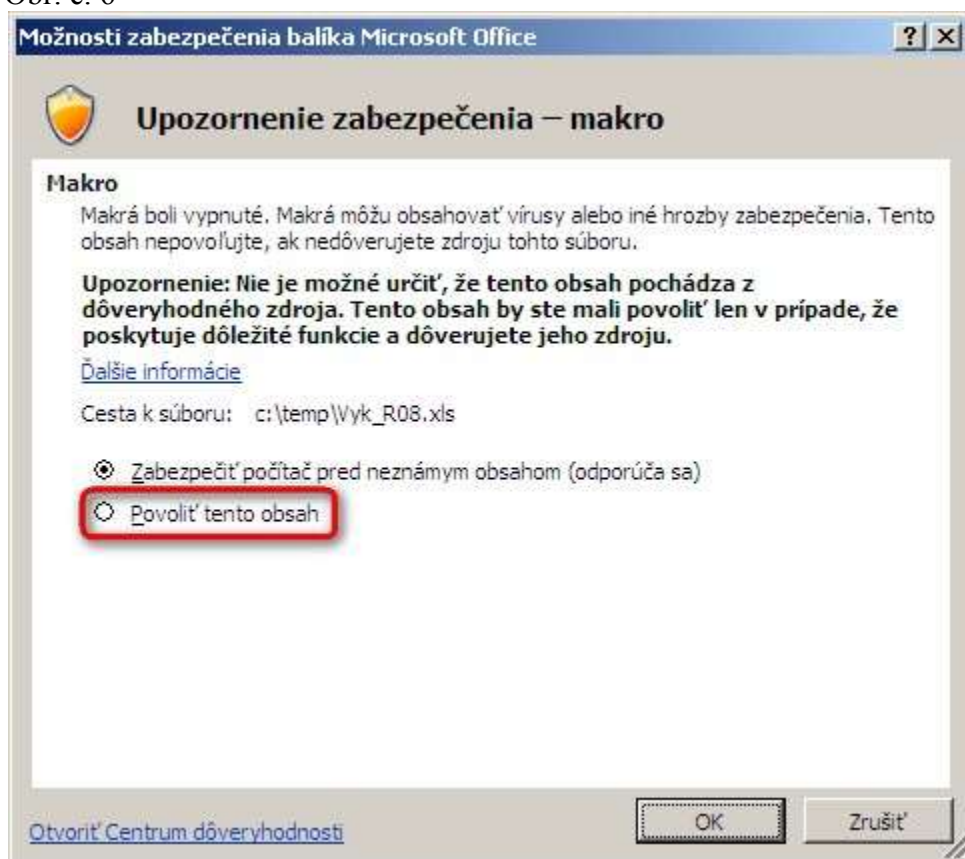 Obr. č. 6
Možnosti zabezpečenia balíka Microsoft Office
Upozornenie zabezpečenia – makro
Makro
Makrá boli vypnuté. Makrá môžu obsahovať vírusy alebo iné hrozby zabezpečenia. Tento
obsah nepovoľujte, ak nedôverujete zdroju tohto súboru.
Upozornenie: Nie je možné určiť, že tento obsah pochádza z
dôveryhodného zdroja. Tento obsah by ste mali povoliť len v prípade, že
poskytuje dôležité funkcie a dôverujete jeho zdroju.
Ďalšie informácie
Cesta k súboru: c:\temp\Vyk_R08.xls
Zabezpečiť počítač pred neznámym obsahom (odporúča sa)
Povoliť tento obsah
Otvoriť Centrum dôveryhodnosti
OK
Zrušiť